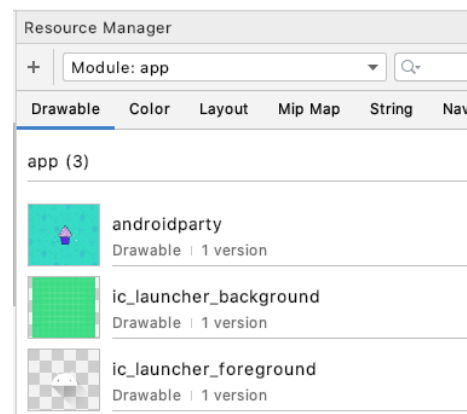 Resource Manager
+ Module: app
Drawable Color Layout Mip Map String Nav
app (3)
androidparty
Drawable | 1 version
ic_launcher_background
Drawable | 1 version
ic_launcher_foreground
Drawable | 1 version